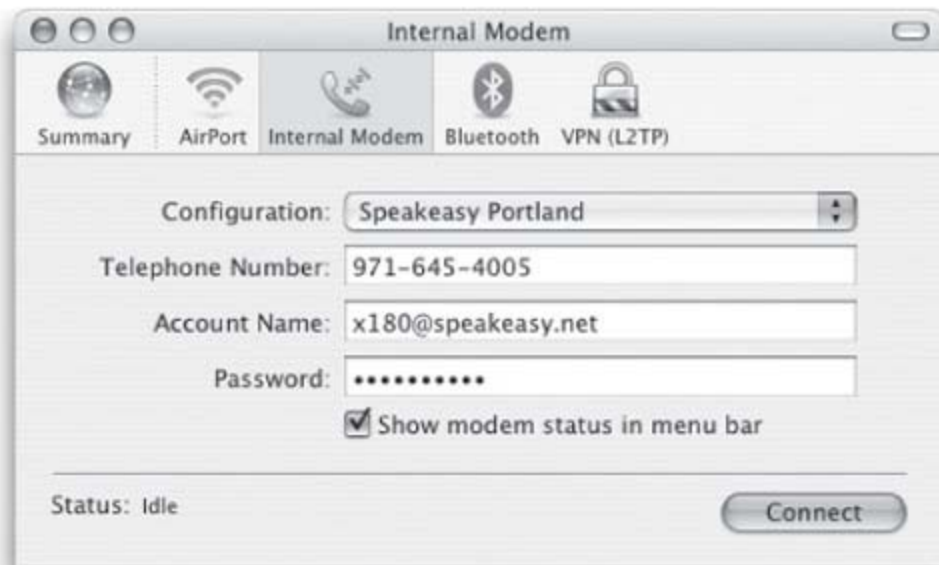 Internal Modem
Summary AirPort Internal Modem Bluetooth VPN (L2TP)
Configuration: Speakeasy Portland
Telephone Number: 971-645-4005
Account Name: x180@speakeasy.net
Password: ••••••••••
Show modem status in menu bar
Status: Idle
Connect